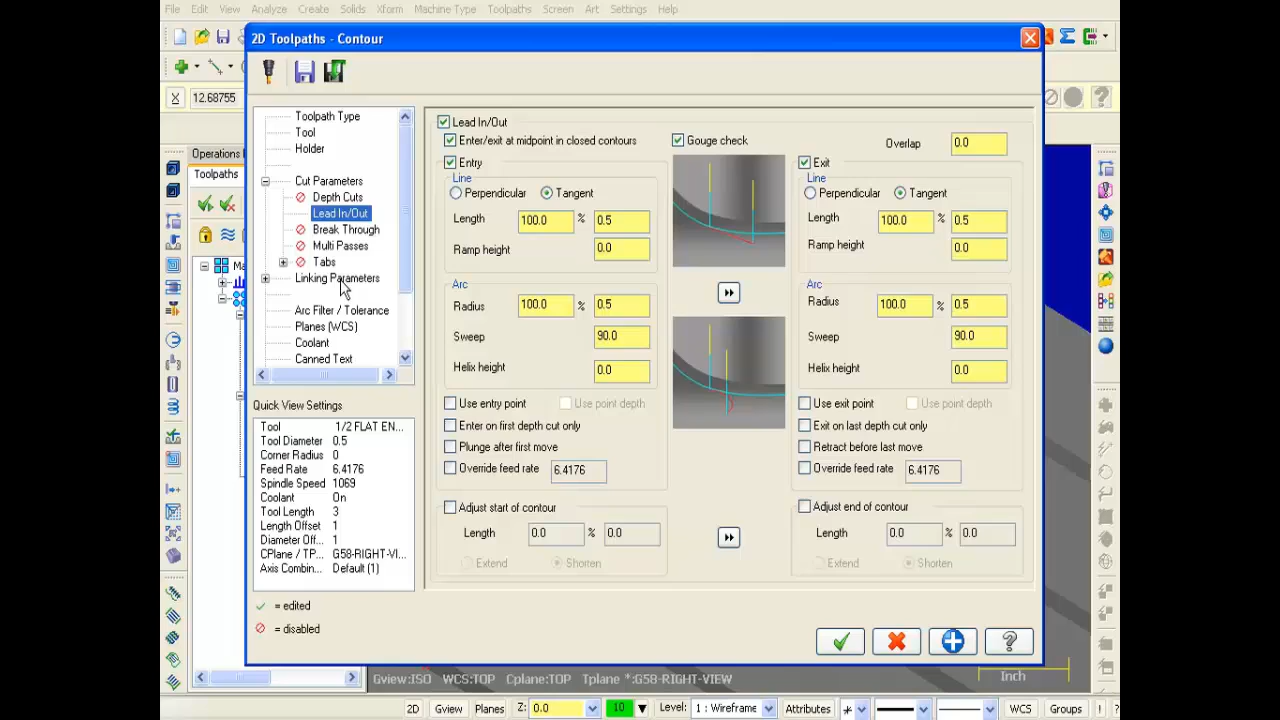 File Edit View Analyze Create Solids Xform Machine Type Toolpaths Screen Art Settings Help
2D Toolpaths - Contour
12.68755
Operations
Toolpaths
Toolpath Type
Tool
Holder
Cut Parameters
Depth Cuts
Lead In/Out
Break Through
Multi Passes
Tabs
Linking Parameters
Arc Filter / Tolerance
Planes (WCS)
Coolant
Canned Text
Quick View Settings
Tool 1/2 FLAT EN...
Tool Diameter 0.5
Corner Radius 0
Feed Rate 6.4176
Spindle Speed 1069
Coolant On
Tool Length 3
Length Offset 1
Diameter Off... 1
CPlane / TP... G58-RIGHT-VI...
Axis Combin... Default (1)
= edited
= disabled
Lead In/Out
Enter/exit at midpoint in closed contours
Gouge check
Overlap 0.0
Entry
Line
Perpendicular Tangent
Length 100.0 % 0.5
Ramp height 0.0
Arc
Radius 100.0 % 0.5
Sweep 90.0
Helix height 0.0
Use entry point Use point depth
Enter on first depth cut only
Plunge after first move
Override feed rate 6.4176
Adjust start of contour
Length 0.0 % 0.0
Extend Shorten
Exit
Line
Perpendicular Tangent
Length 100.0 % 0.5
Ramp height 0.0
Arc
Radius 100.0 % 0.5
Sweep 90.0
Helix height 0.0
Use exit point Use point depth
Exit on last depth cut only
Retract before last move
Override feed rate 6.4176
Adjust end of contour
Length 0.0 % 0.0
Extend Shorten
Gview:ISO WCS:TOP Cplane:TOP Tplane *:G58-RIGHT-VIEW
Inch
Gview Planes Z: 0.0 10 Level 1 : Wireframe Attributes WCS Groups ! ?